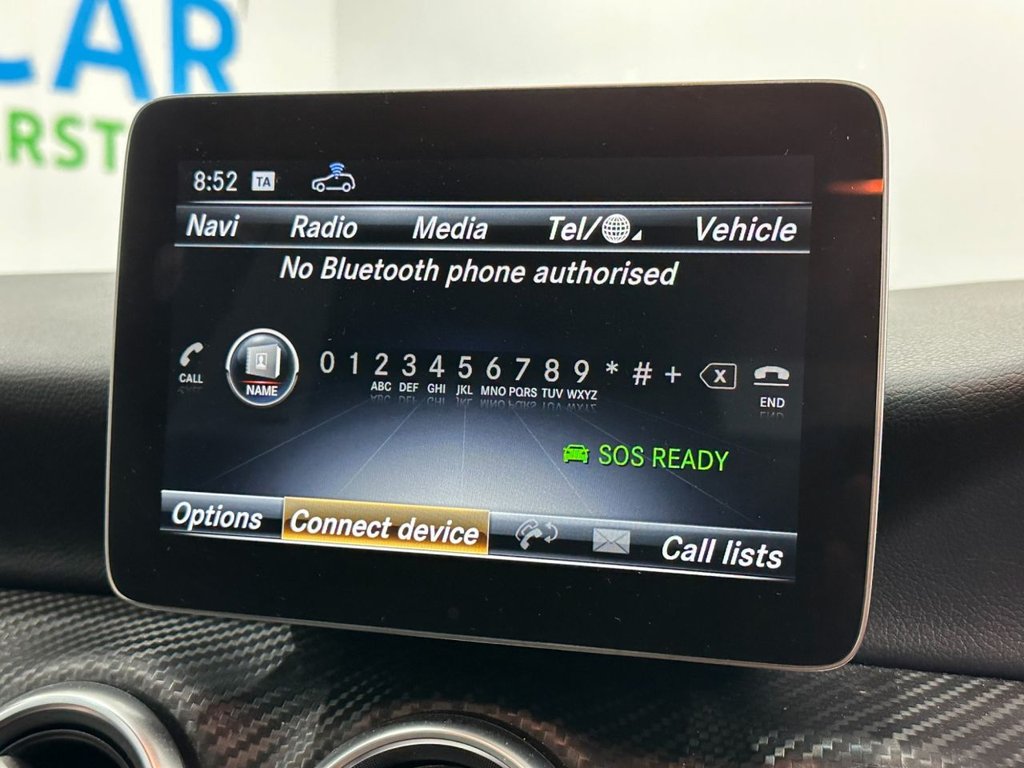 CAR
ERST
8:52 TA
Navi Radio Media Tel/ Vehicle
No Bluetooth phone authorised
CALL
NAME
0 1 2 3 4 5 6 7 8 9 * # + X
ABC DEF GHI JKL MNO PQRS TUV WXYZ
END
SOS READY
Options Connect device Call lists